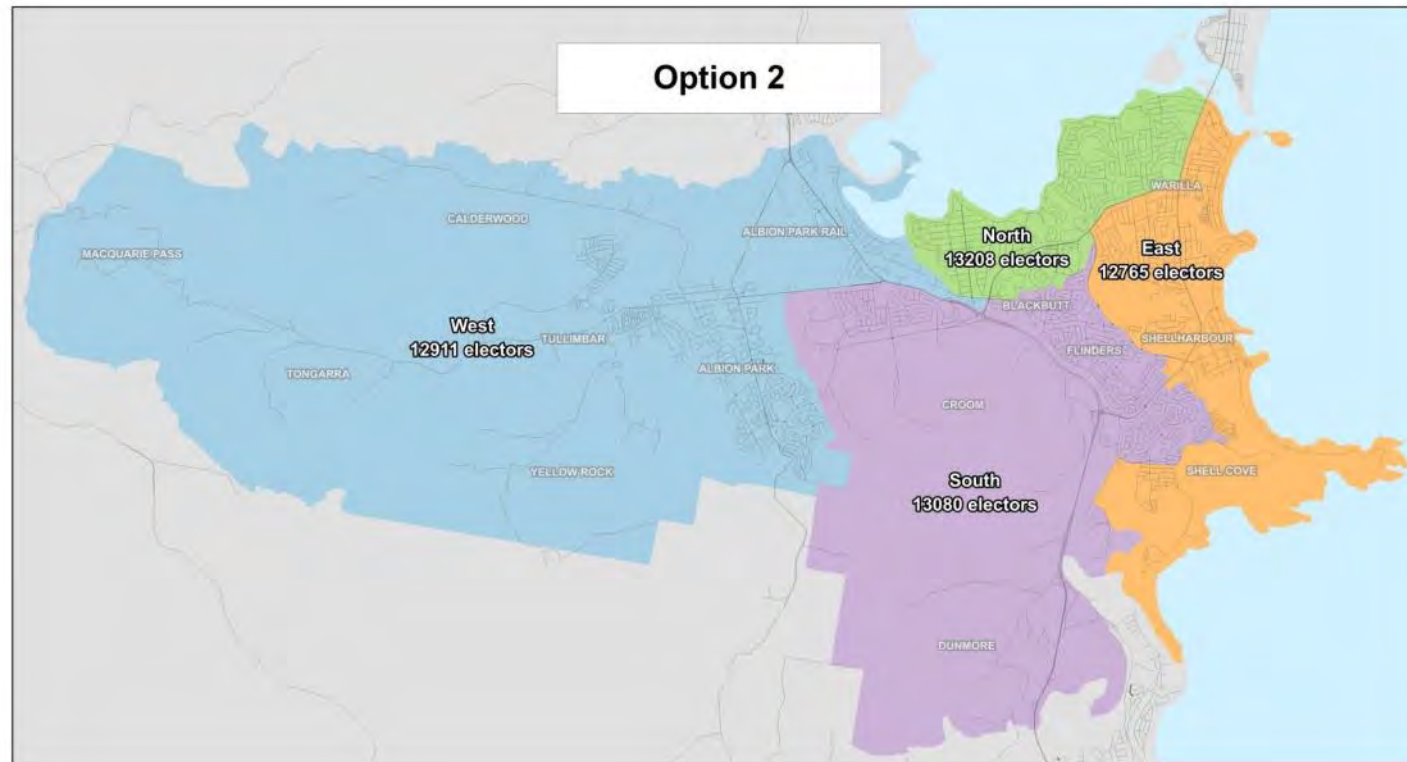 Option 2
WARILLA
CALDERWOOD
ALBION PARK RAIL
North
13208 electors
East
12765 electors
MACQUARIE PASS
BLACKBUTT
West
12911 electors
TULLIMBAR
SHELLHARBOUR
FLINDERS
TONGARRA
ALBION PARK
CROOM
YELLOW ROCK
SHELL COVE
South
13080 electors
DUNMORE